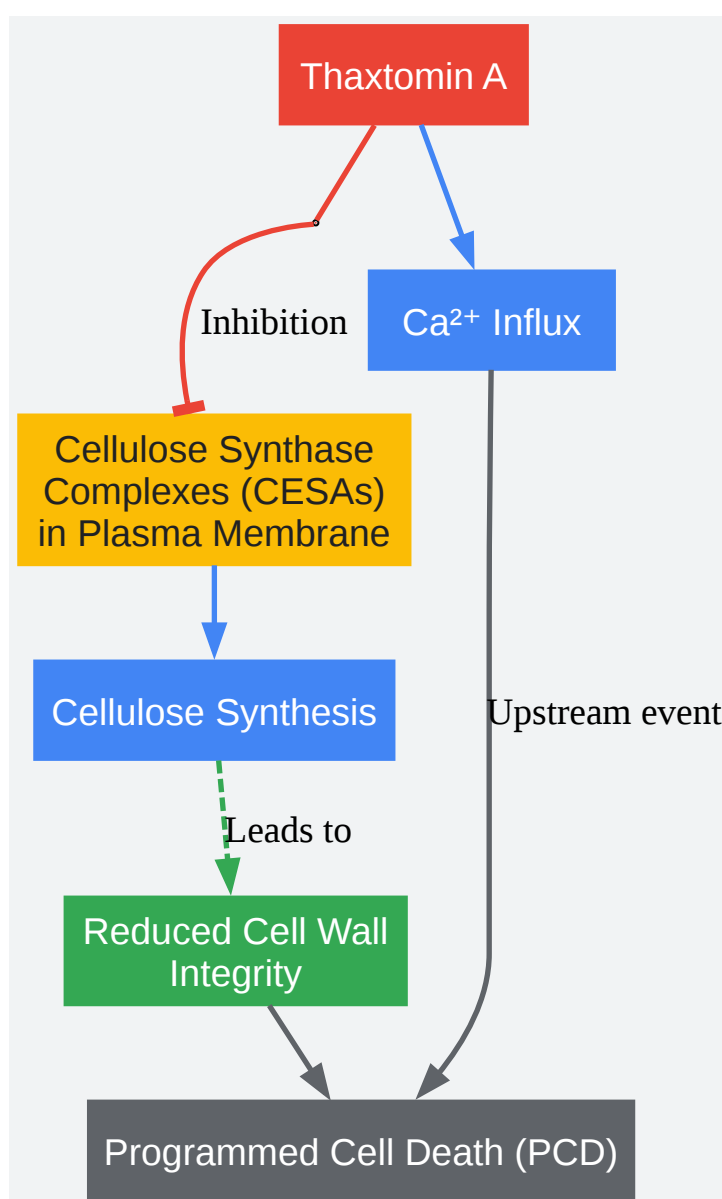 Thaxtomin A
Inhibition
Ca²⁺ Influx
Cellulose Synthase
Complexes (CESAs)
in Plasma Membrane
Cellulose Synthesis
Upstream event
Leads to
Reduced Cell Wall
Integrity
Programmed Cell Death (PCD)